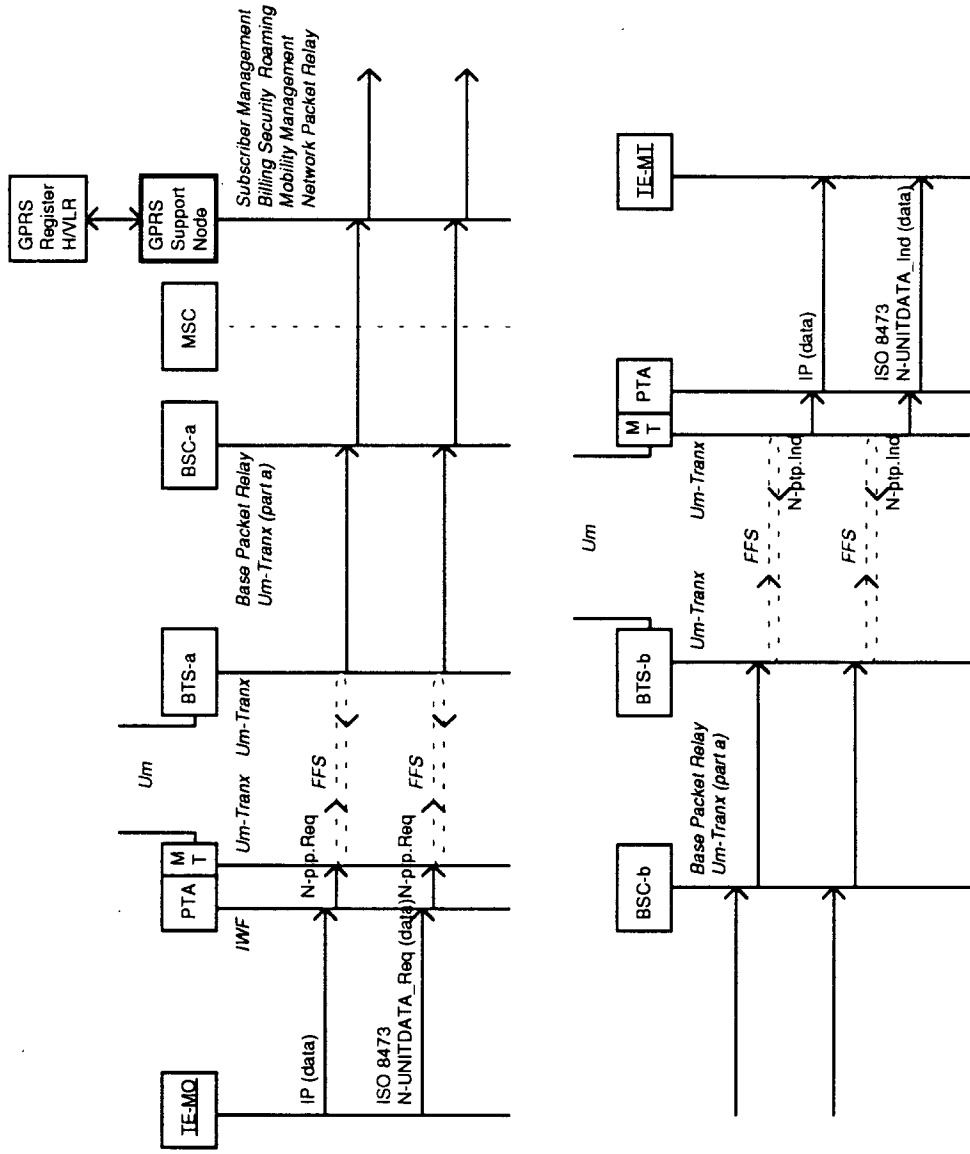 TE-MO
PTA
M
T
Um
BTS-a
BSC-a
MSC
GPRS
Support
Node
GPRS
Register
H/VLR
IWF
Um-Tranx
Um-Tranx
Base Packet Relay
Um-Tranx (part a)
Subscriber Management
Billing Security Roaming
Mobility Management
Network Packet Relay
IP (data)
N-ptp.Req
FFS
ISO 8473
N-UNITDATA_Req (data)
N-ptp.Req
FFS
BSC-b
BTS-b
Um
M
T
PTA
TE-MT
Base Packet Relay
Um-Tranx (part a)
Um-Tranx
Um-Tranx
FFS
N-ptp.Ind
IP (data)
FFS
N-ptp.Ind
ISO 8473
N-UNITDATA_Ind (data)